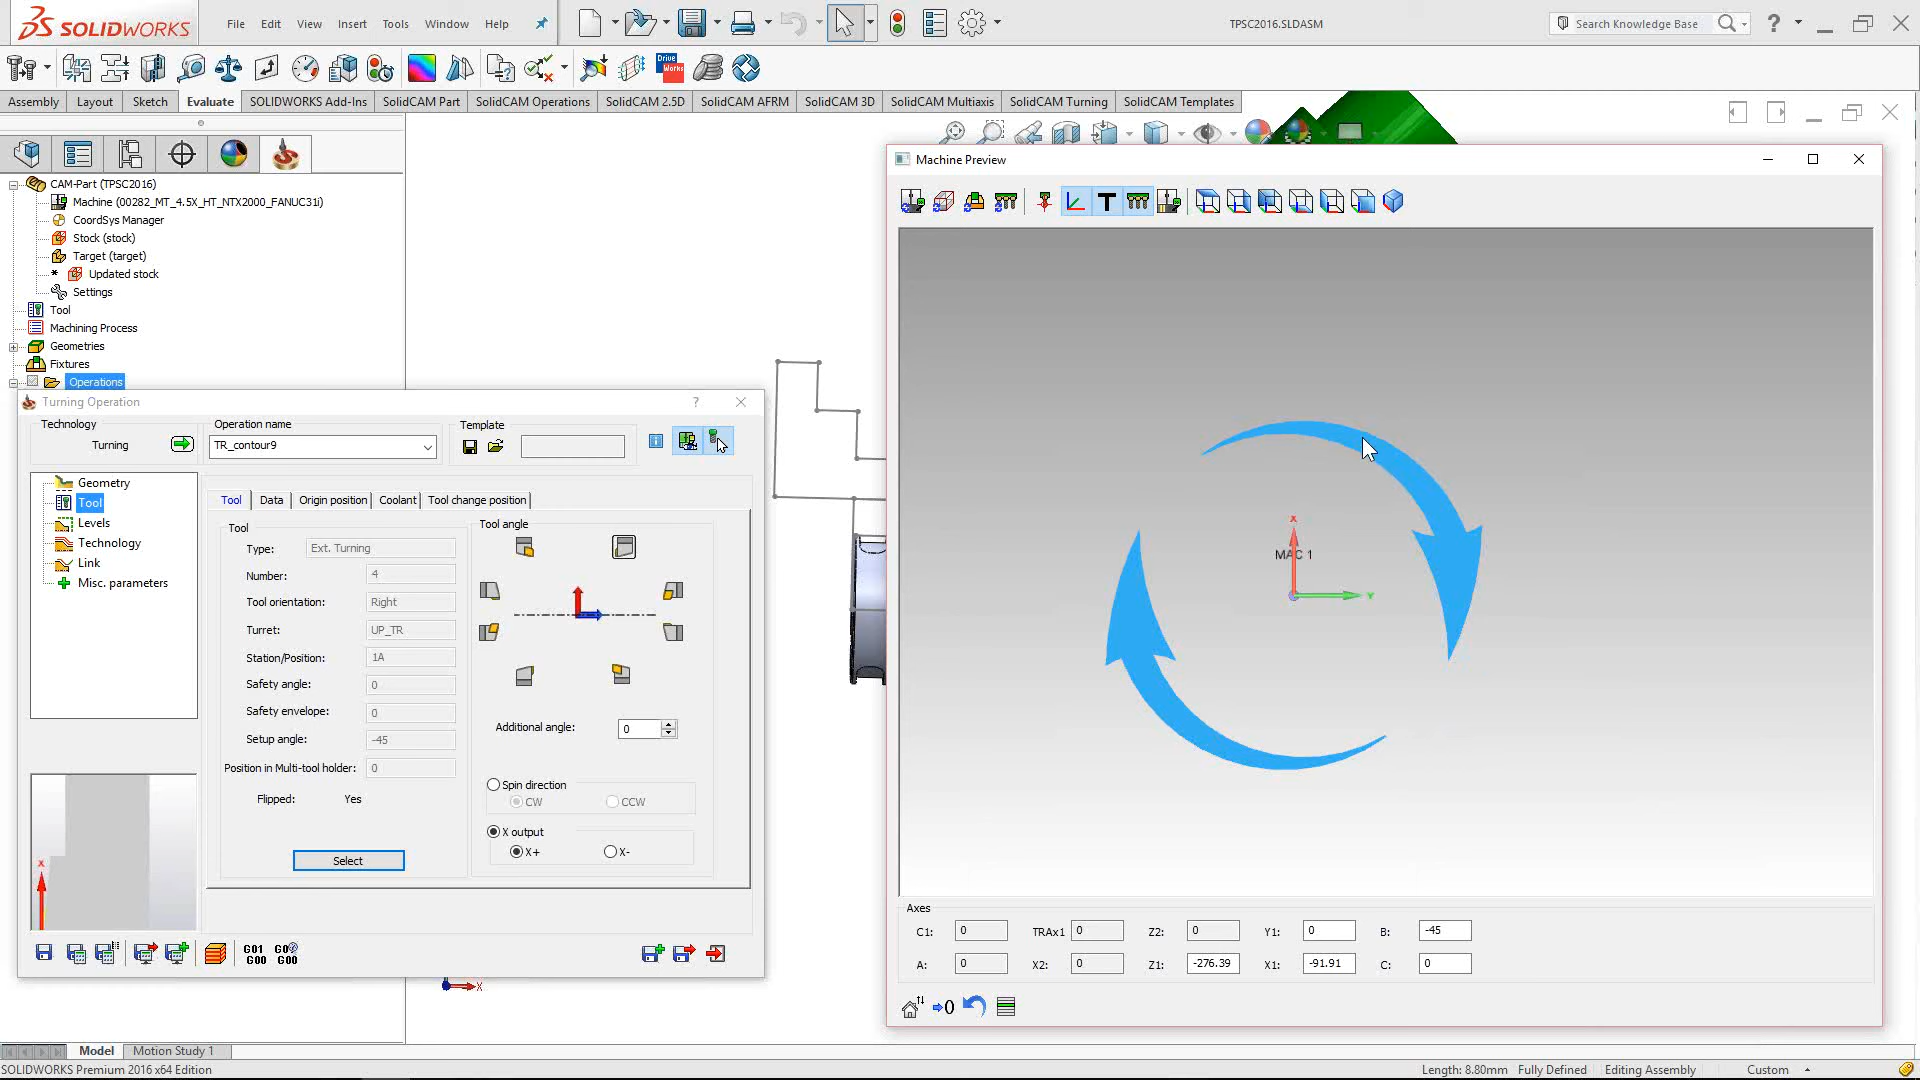 SOLIDWORKS
File Edit View Insert Tools Window Help
TPSC2016.SLDASM
Search Knowledge Base
?
Drive Works
Assembly Layout Sketch Evaluate SOLIDWORKS Add-Ins SolidCAM Part SolidCAM Operations SolidCAM 2.5D SolidCAM AFRM SolidCAM 3D SolidCAM Multiaxis SolidCAM Turning SolidCAM Templates
CAM-Part (TPSC2016)
Machine (00282_MT_4.5X_HT_NTX2000_FANUC31i)
CoordSys Manager
Stock (stock)
Target (target)
* Updated stock
Settings
Tool
Machining Process
Geometries
Fixtures
Operations
Turning Operation
?
Technology
Turning
Operation name
TR_contour9
Template
Geometry
Tool
Levels
Technology
Link
Misc. parameters
Tool Data Origin position Coolant Tool change position
Tool
Type: Ext. Turning
Number: 4
Tool orientation: Right
Turret: UP_TR
Station/Position: 1A
Safety angle: 0
Safety envelope: 0
Setup angle: -45
Position in Multi-tool holder: 0
Flipped: Yes
Select
Tool angle
Additional angle: 0
Spin direction
CW CCW
X output
X+ X-
X
G01 G00
G0 G00
X
Machine Preview
X
MAC 1
Y
Axes
C1: 0 TRAx1 0 Z2: 0 Y1: 0 B: -45
A: 0 X2: 0 Z1: -276.39 X1: -91.91 C: 0
0
Model Motion Study 1
SOLIDWORKS Premium 2016 x64 Edition
Length: 8.80mm Fully Defined Editing Assembly Custom